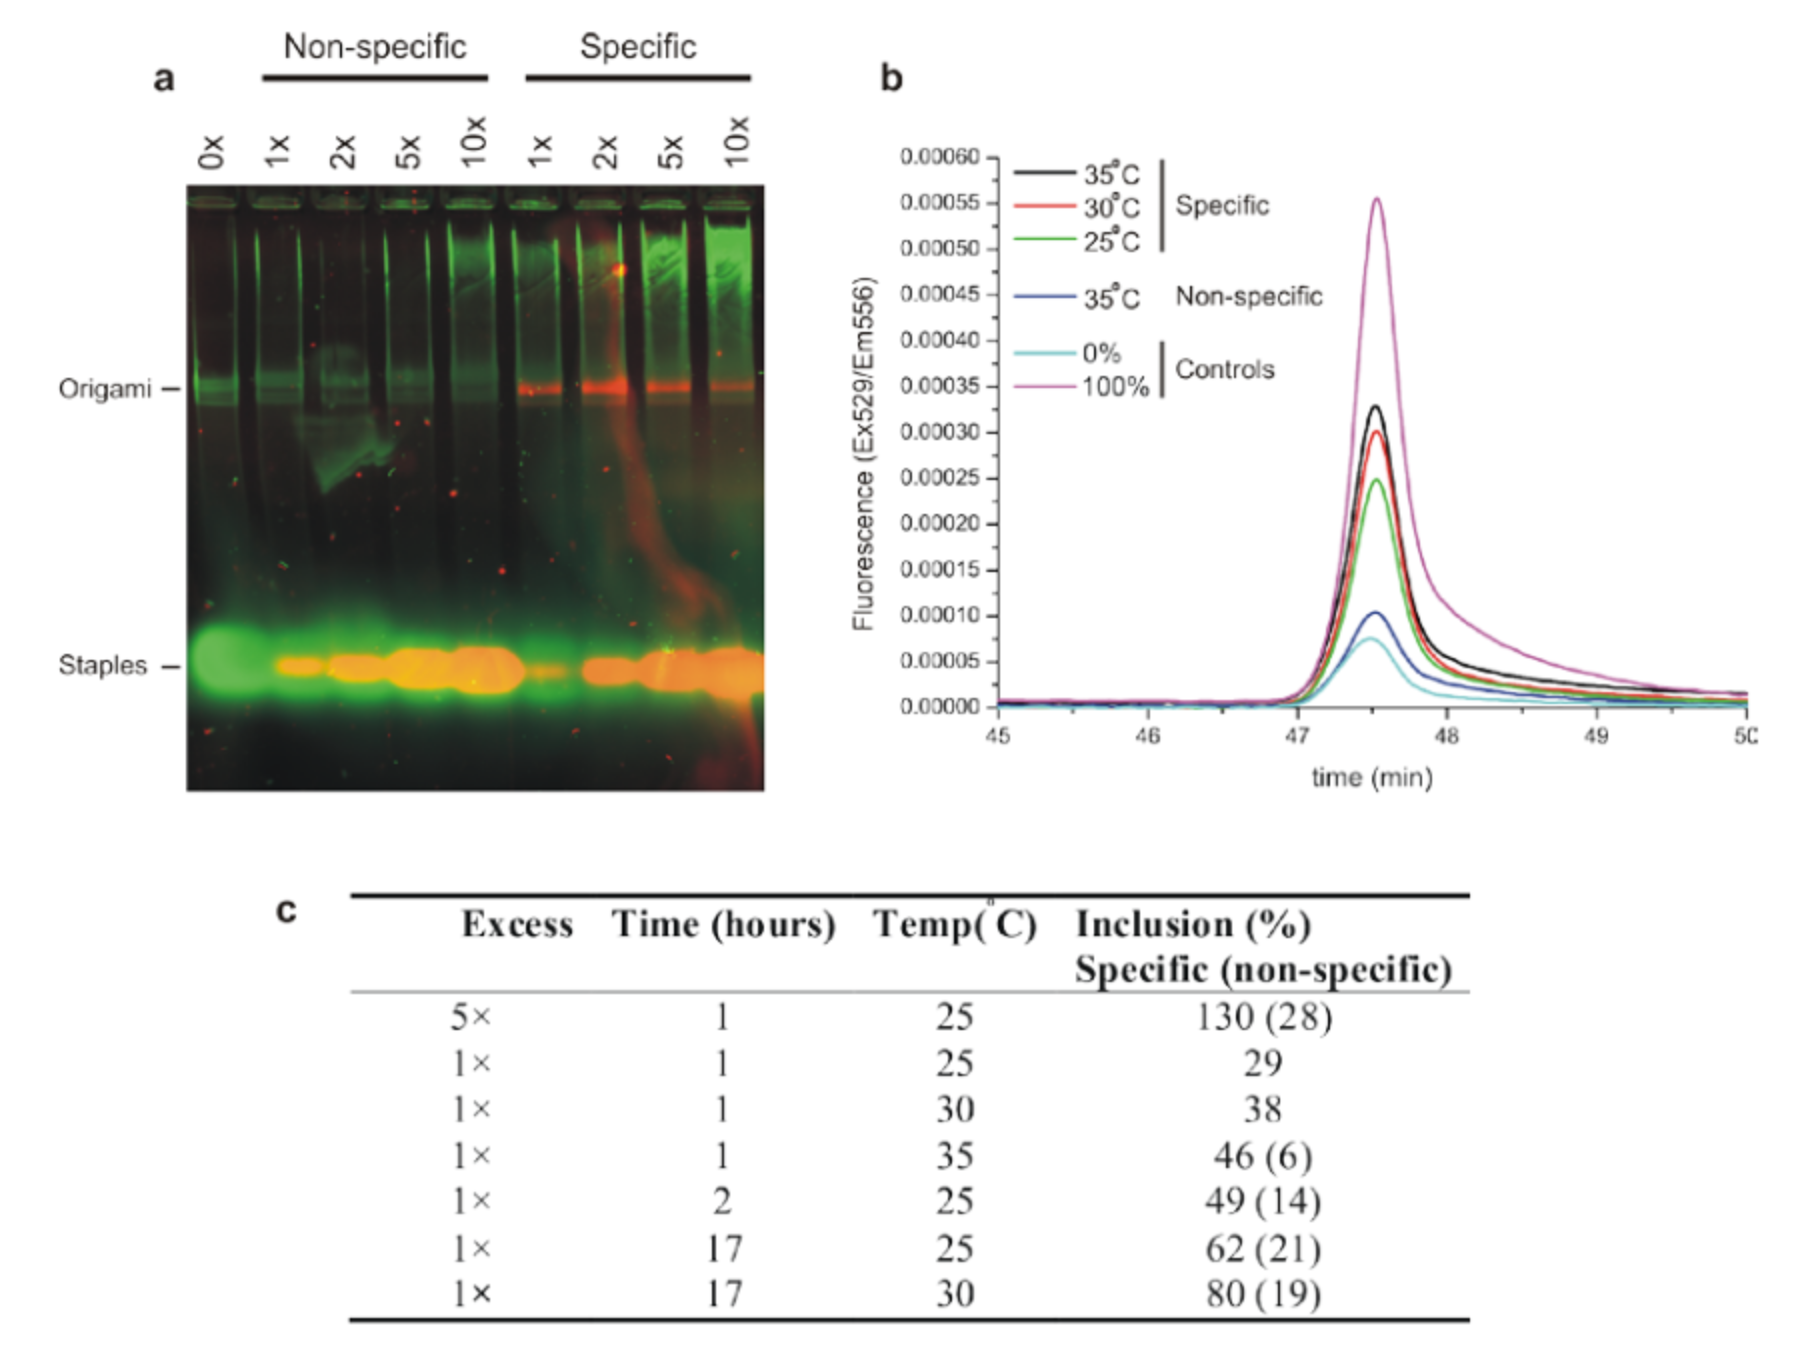 a
Non-specific
Specific
0x
1x
2x
5x
10x
1x
2x
5x
10x
Origami
Staples
b
0.00060
0.00055
0.00050
0.00045
0.00040
0.00035
0.00030
0.00025
0.00020
0.00015
0.00010
0.00005
0.00000
Fluorescence (Ex529/Em556)
35°C
30°C
25°C
Specific
35°C Non-specific
0%
100%
Controls
45 46 47 48 49 50
time (min)
c
Excess Time (hours) Temp(°C) Inclusion (%)
Specific (non-specific)
5× 1 25 130 (28)
1× 1 25 29
1× 1 30 38
1× 1 35 46 (6)
1× 2 25 49 (14)
1× 17 25 62 (21)
1× 17 30 80 (19)